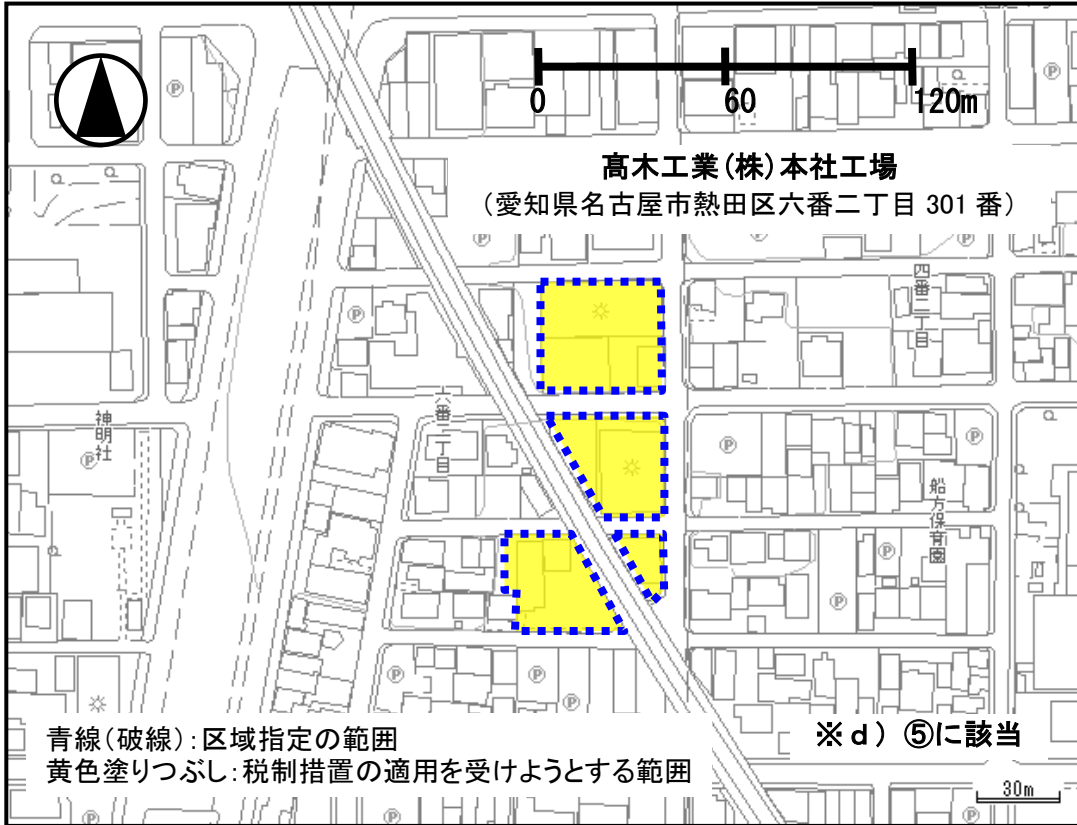 0 60 120m
髙木工業(株)本社工場
(愛知県名古屋市熱田区六番二丁目 301 番)
四番二丁目
六番二丁目
神明社
船方保育園
※d) ⑤に該当
青線(破線):区域指定の範囲
黄色塗りつぶし:税制措置の適用を受けようとする範囲
30m